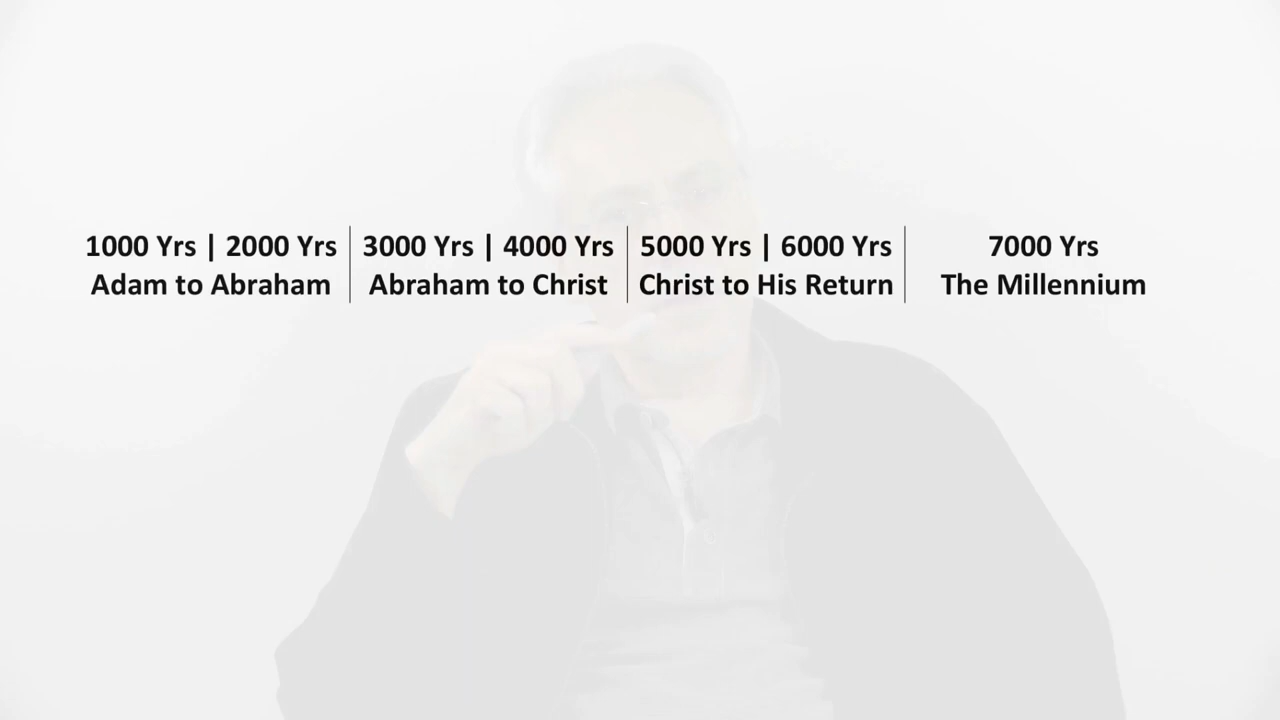 1000 Yrs | 2000 Yrs
Adam to Abraham
3000 Yrs | 4000 Yrs
Abraham to Christ
5000 Yrs | 6000 Yrs
Christ to His Return
7000 Yrs
The Millennium